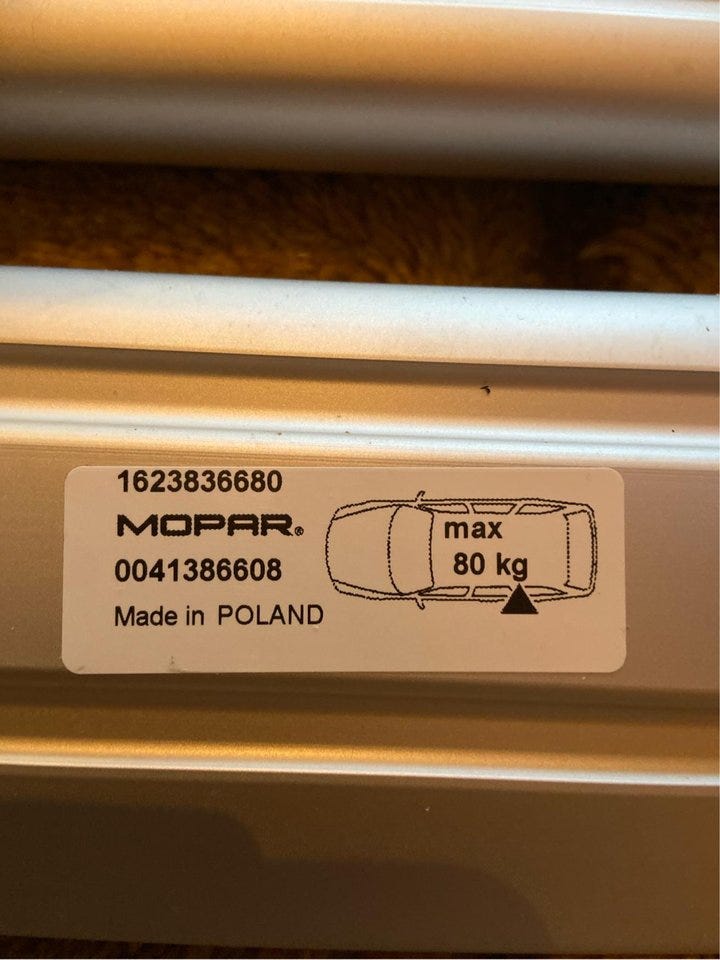 1623836680
MOPAR®
0041386608
Made in POLAND
max
80 kg